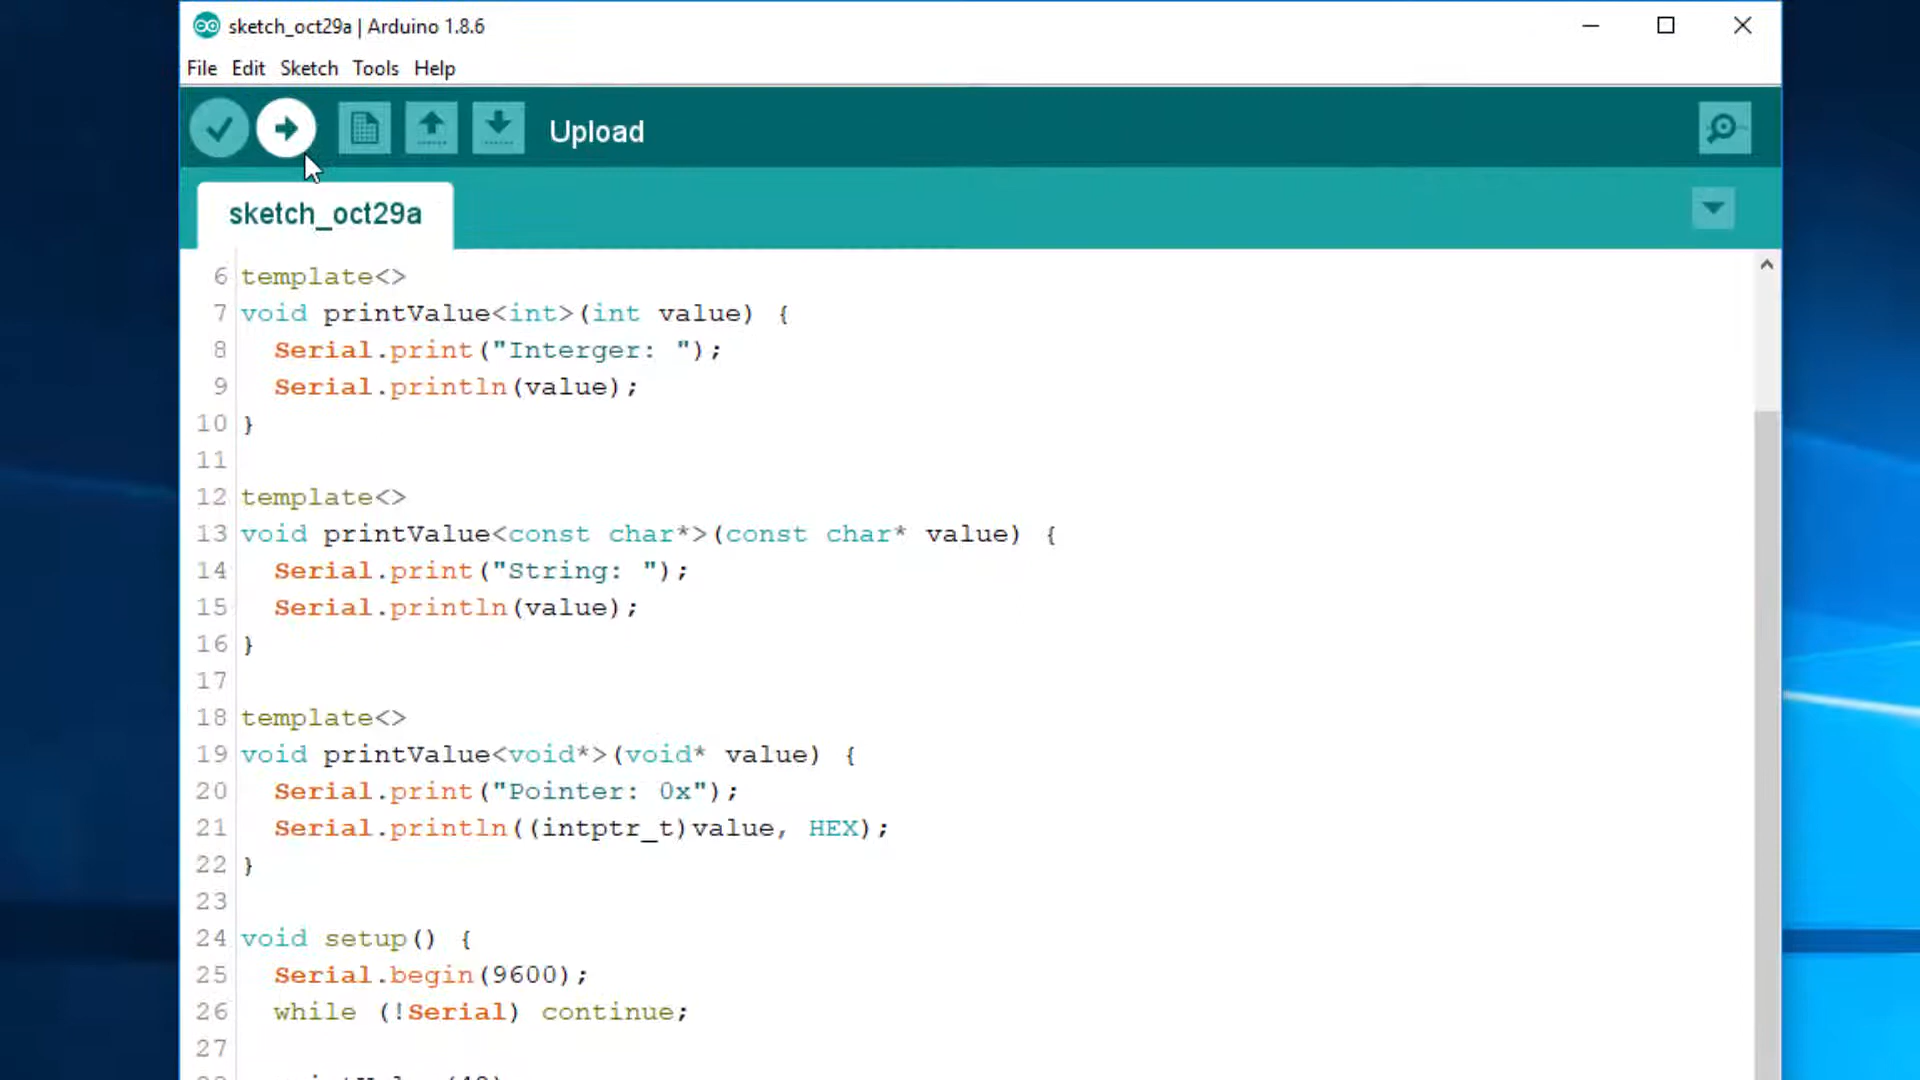 sketch_oct29a | Arduino 1.8.6
File Edit Sketch Tools Help
Upload
sketch_oct29a
6 template<>
7 void printValue<int>(int value) {
8   Serial.print("Interger: ");
9   Serial.println(value);
10 }
11
12 template<>
13 void printValue<const char*>(const char* value) {
14   Serial.print("String: ");
15   Serial.println(value);
16 }
17
18 template<>
19 void printValue<void*>(void* value) {
20   Serial.print("Pointer: 0x");
21   Serial.println((intptr_t)value, HEX);
22 }
23
24 void setup() {
25   Serial.begin(9600);
26   while (!Serial) continue;
27